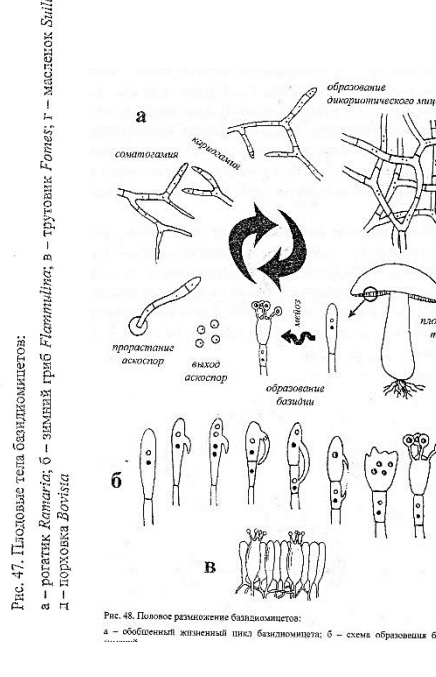 Рис. 47. Плодовые тела базидиомицетов:
а – рогатик Ramaria; б – зимний гриб Flammulina; в – трутовик Fomes; г – масленок
д – порховка Bovista
а
образование
дикариотического
соматогамия
кариогамия
прорастание
аскоспор
выход
аскоспор
мейоз
образование
базидии
б
в
Рис. 48. Половое размножение базидиомицетов:
а – обобщенный жизненный цикл базидиомицета; б – схема образования